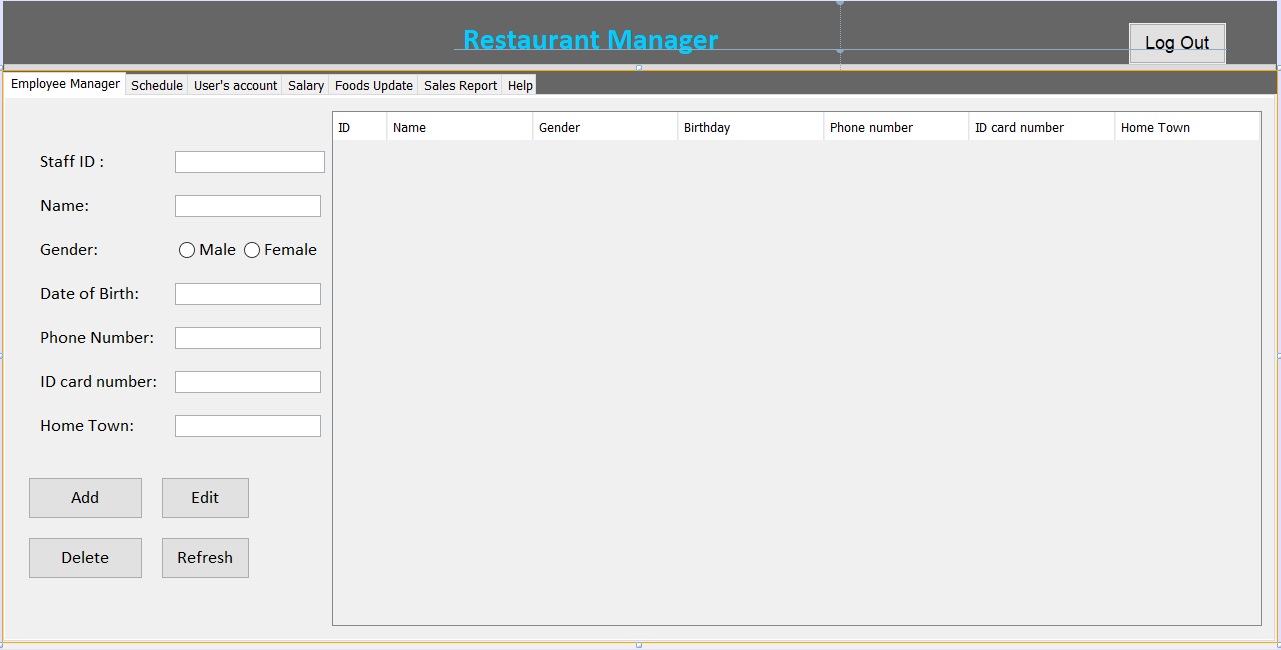 Restaurant Manager
Log Out
Employee Manager Schedule User's account Salary Foods Update Sales Report Help
ID Name Gender Birthday Phone number ID card number Home Town
Staff ID :
Name:
Gender: Male Female
Date of Birth:
Phone Number:
ID card number:
Home Town:
Add Edit
Delete Refresh